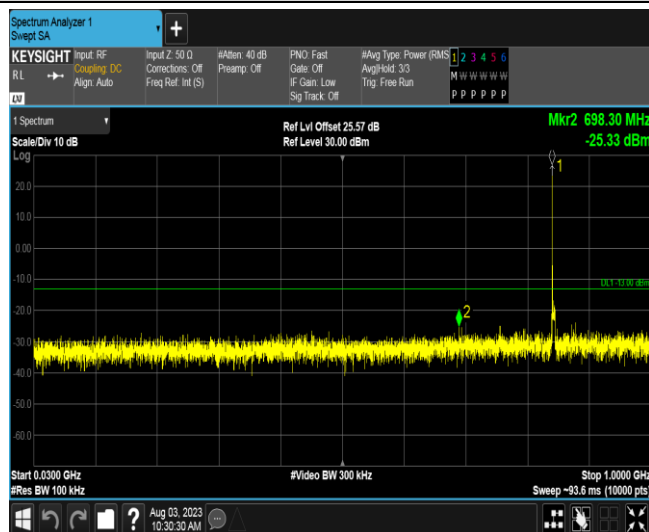 Spectrum Analyzer 1
Swept SA
+
KEYSIGHT Input: RF Input Z: 50 Ω #Atten: 40 dB PNO: Fast #Avg Type: Power (RMS 1 2 3 4 5 6
RL Coupling: DC Corrections: Off Preamp: Off Gate: Off Avg|Hold: 3/3 M W W W W W
Align: Auto Freq Ref: Int (S) IF Gain: Low Trig: Free Run
LXI Sig Track: Off P P P P P P
1 Spectrum Ref Lvl Offset 25.57 dB Mkr2 698.30 MHz
Scale/Div 10 dB Ref Level 30.00 dBm -25.33 dBm
Log
1
20.0
10.0
0.00
-10.0 DL1 -13.00 dBm
-20.0
2
-30.0
-40.0
-50.0
-60.0
Start 0.0300 GHz #Video BW 300 kHz Stop 1.0000 GHz
#Res BW 100 kHz Sweep ~93.6 ms (10000 pts)
? Aug 03, 2023
10:30:30 AM